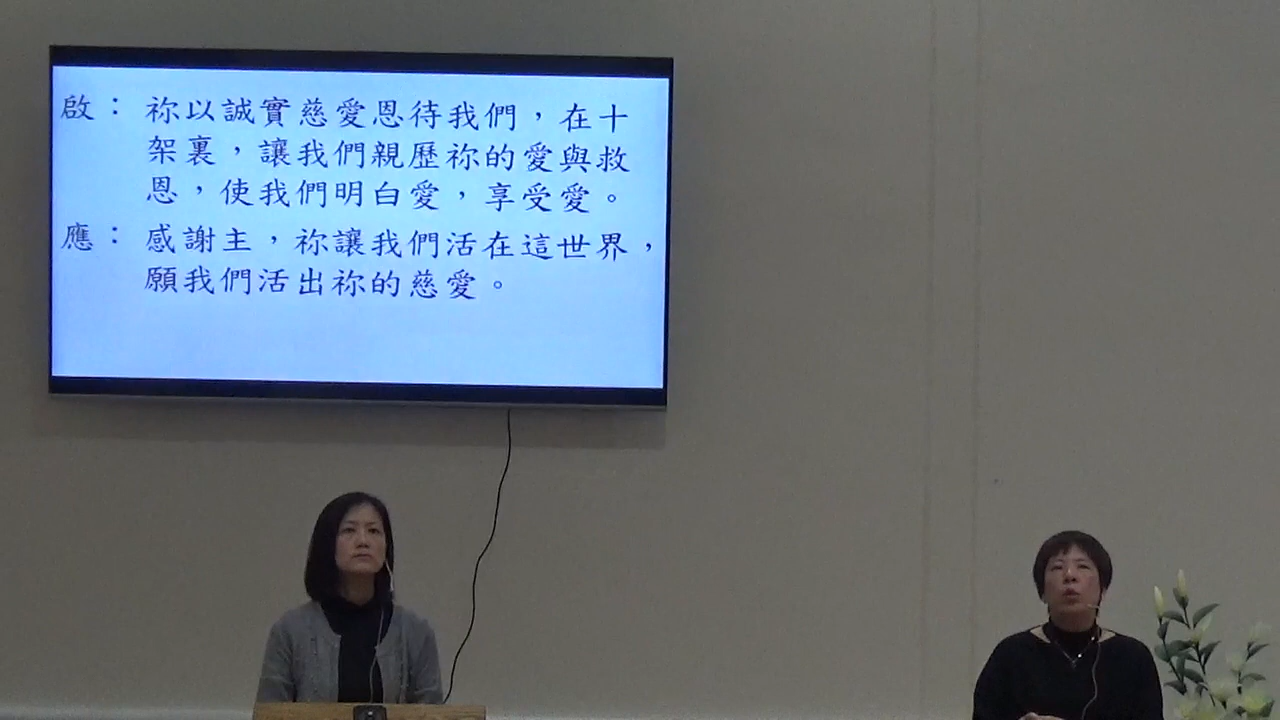 啟：祢以誠實慈愛恩待我們，在十
架裏，讓我們親歷祢的愛與救
恩，使我們明白愛，享受愛。
應：感謝主，祢讓我們活在這世界，
願我們活出祢的慈愛。